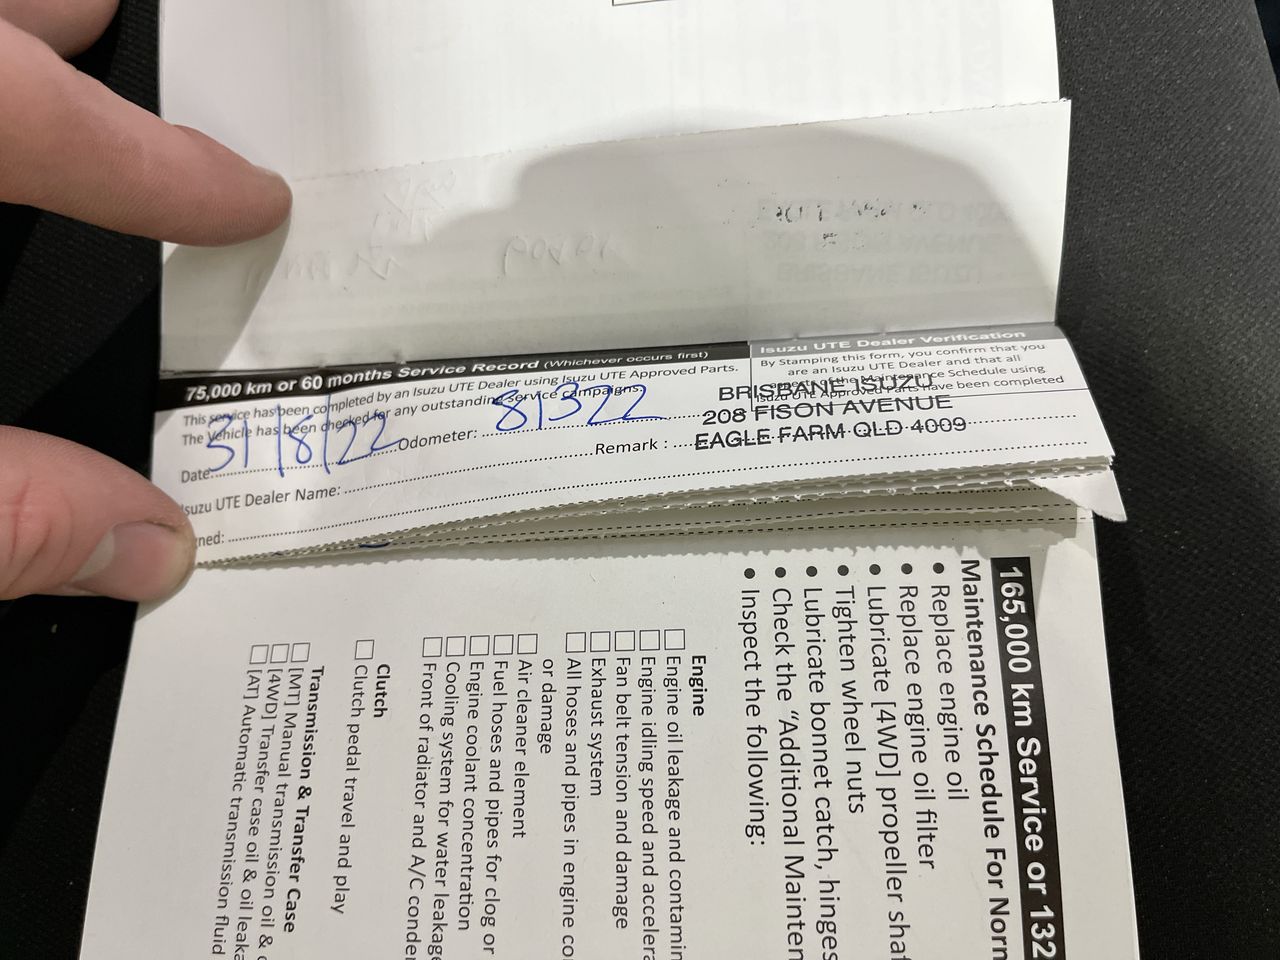 75,000 km or 60 months Service Record (Whichever occurs first)
This service has been completed by an Isuzu UTE Dealer using Isuzu UTE Approved Parts.
The Vehicle has been checked for any outstanding service campaigns.
Date: 31/8/22 Odometer: 81322
Isuzu UTE Dealer Name: Remark :
ned:
Isuzu UTE Dealer Verification
By Stamping this form, you confirm that you
are an Isuzu UTE Dealer and that all
of the Maintenance Schedule using
Isuzu UTE Approved Parts have been completed
BRISBANE ISUZU
208 FISON AVENUE
EAGLE FARM QLD 4009
165,000 km Service or 132
Maintenance Schedule For Norm
• Replace engine oil
• Replace engine oil filter
• Lubricate [4WD] propeller shaf
• Tighten wheel nuts
• Lubricate bonnet catch, hinges
• Check the "Additional Mainten
• Inspect the following:
Engine
Engine oil leakage and contamin
Engine idling speed and accelera
Fan belt tension and damage
Exhaust system
All hoses and pipes in engine co
or damage
Air cleaner element
Fuel hoses and pipes for clog or
Engine coolant concentration
Cooling system for water leakage
Front of radiator and A/C conden
Clutch
Clutch pedal travel and play
Transmission & Transfer Case
[MT] Manual transmission oil &
[4WD] Transfer case oil & oil leaka
[AT] Automatic transmission fluid